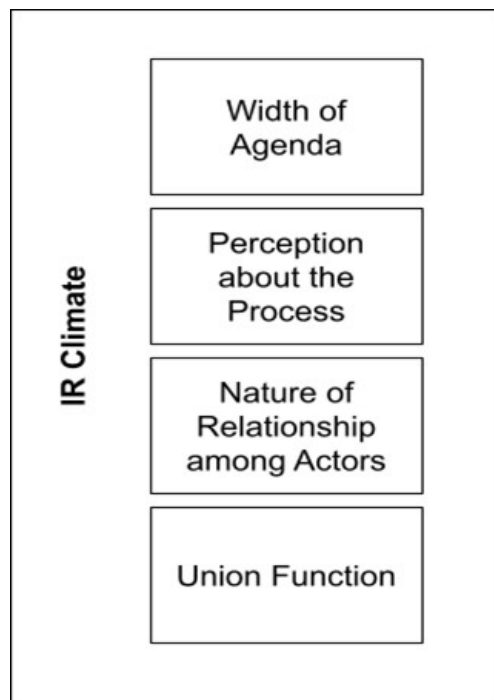 IR Climate
Width of
Agenda
Perception
about the
Process
Nature of
Relationship
among Actors
Union Function